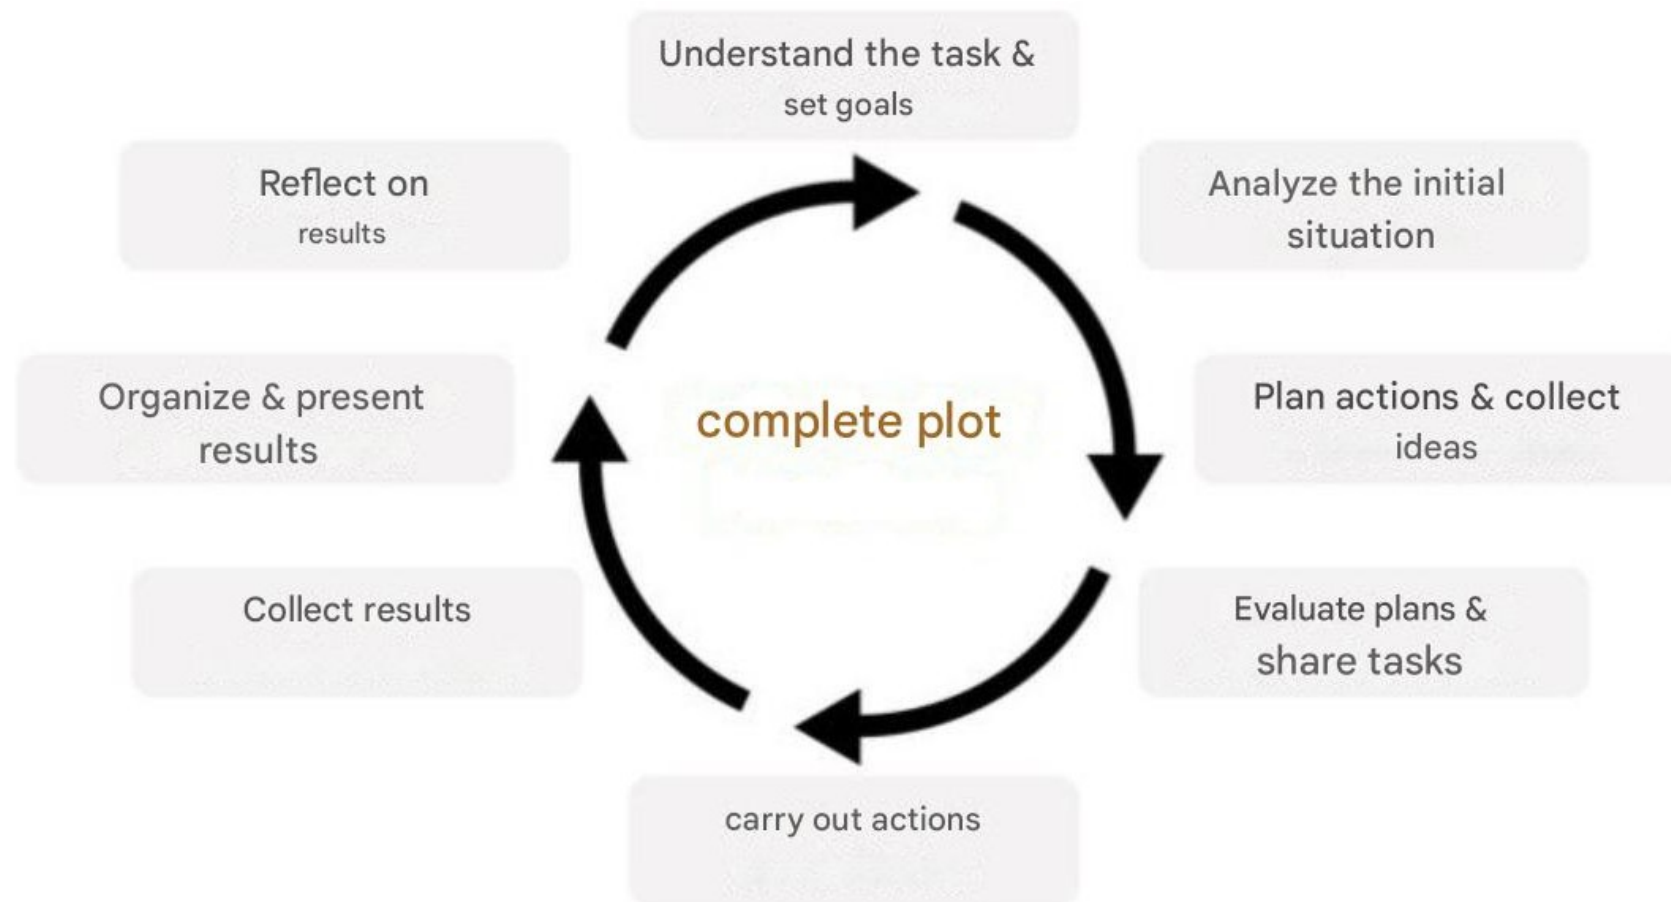 Understand the task &
set goals
Analyze the initial
situation
Plan actions & collect
ideas
Evaluate plans &
share tasks
carry out actions
Collect results
Organize & present
results
Reflect on
results
complete plot